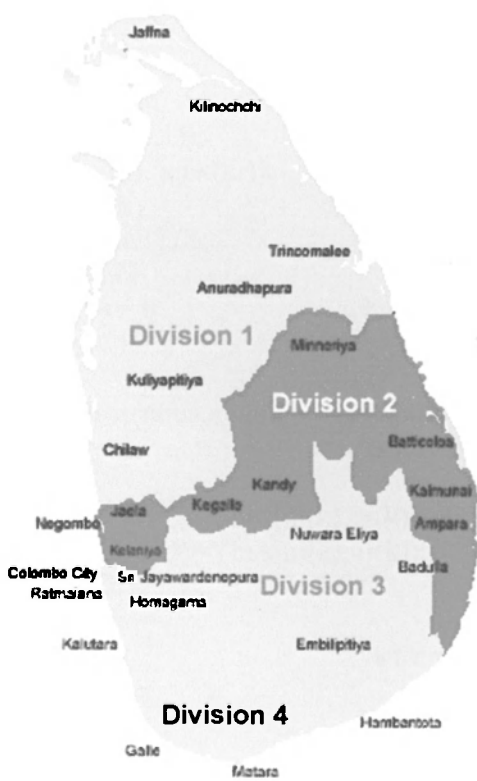 Jaffna
Kilinochchi
Trincomalee
Anuradhapura
Division 1
Minneriya
Kuliyapitiya
Division 2
Batticoloa
Chilaw
Kandy
Kalmunai
Kegalle
Jaela
Negombo
Ampara
Nuwara Eliya
Kelaniya
Badulla
Colombo City
Sri Jayawardenepura
Division 3
Ratmalana
Homagama
Kalutara
Embilipitiya
Division 4
Hambantota
Galle
Matara